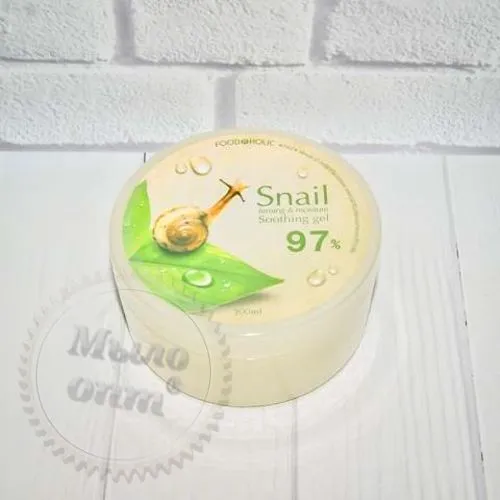 FOODAHOLIC
Snail
firming & moisture
Soothing gel
97%
300ml
Мыло
опт®